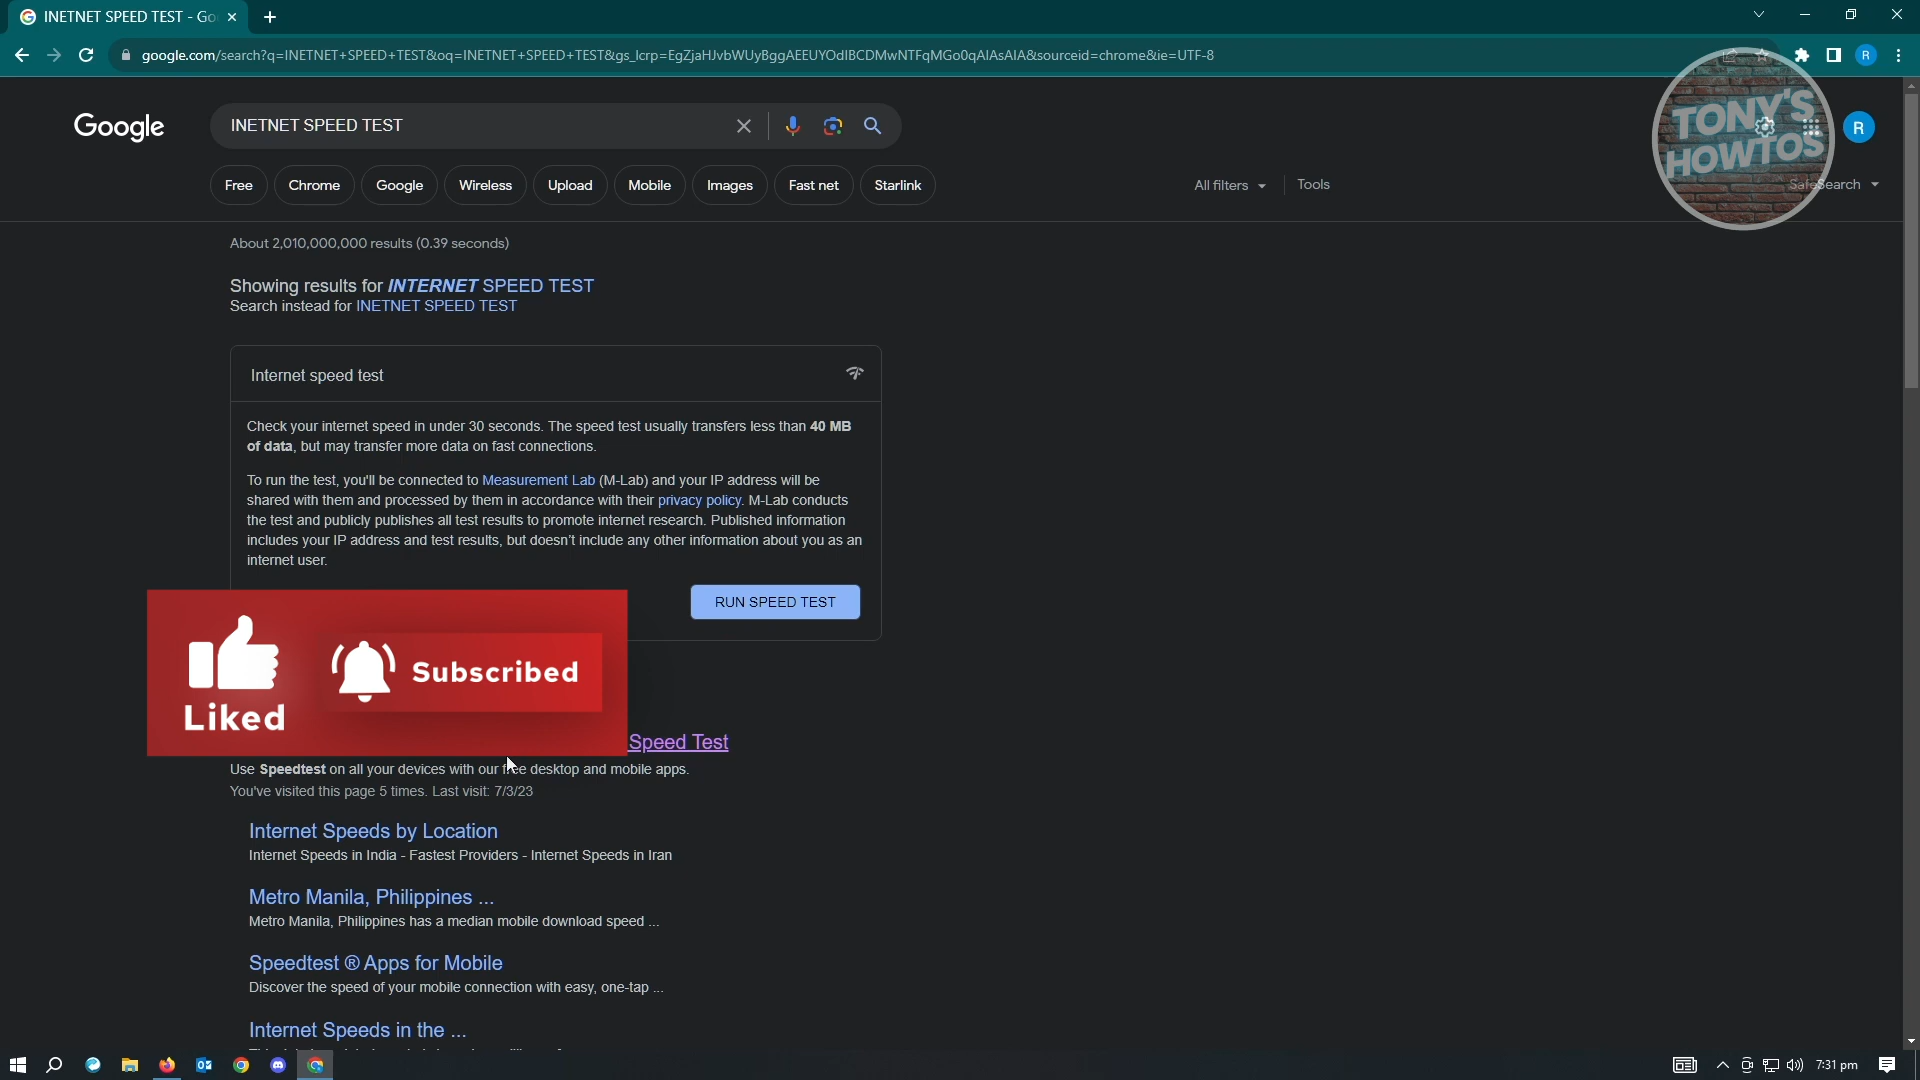 INETNET SPEED TEST - Go
google.com/search?q=INETNET+SPEED+TEST&oq=INETNET+SPEED+TEST&gs_lcrp=EgZjaHJvbWUyBggAEEUYOdIBCDMwNTFqMGo0qAIAsAIA&sourceid=chrome&ie=UTF-8
R
Google
INETNET SPEED TEST
TONY'S
HOWTOS
R
Free
Chrome
Google
Wireless
Upload
Mobile
Images
Fast net
Starlink
All filters
Tools
SafeSearch
About 2,010,000,000 results (0.39 seconds)
Showing results for INTERNET SPEED TEST
Search instead for INETNET SPEED TEST
Internet speed test
Check your internet speed in under 30 seconds. The speed test usually transfers less than 40 MB
of data, but may transfer more data on fast connections.
To run the test, you'll be connected to Measurement Lab (M-Lab) and your IP address will be
shared with them and processed by them in accordance with their privacy policy. M-Lab conducts
the test and publicly publishes all test results to promote internet research. Published information
includes your IP address and test results, but doesn't include any other information about you as an
internet user.
RUN SPEED TEST
Liked
Subscribed
Speed Test
Use Speedtest on all your devices with our free desktop and mobile apps.
You've visited this page 5 times. Last visit: 7/3/23
Internet Speeds by Location
Internet Speeds in India - Fastest Providers - Internet Speeds in Iran
Metro Manila, Philippines ...
Metro Manila, Philippines has a median mobile download speed ...
Speedtest ® Apps for Mobile
Discover the speed of your mobile connection with easy, one-tap ...
Internet Speeds in the ...
7:31 pm